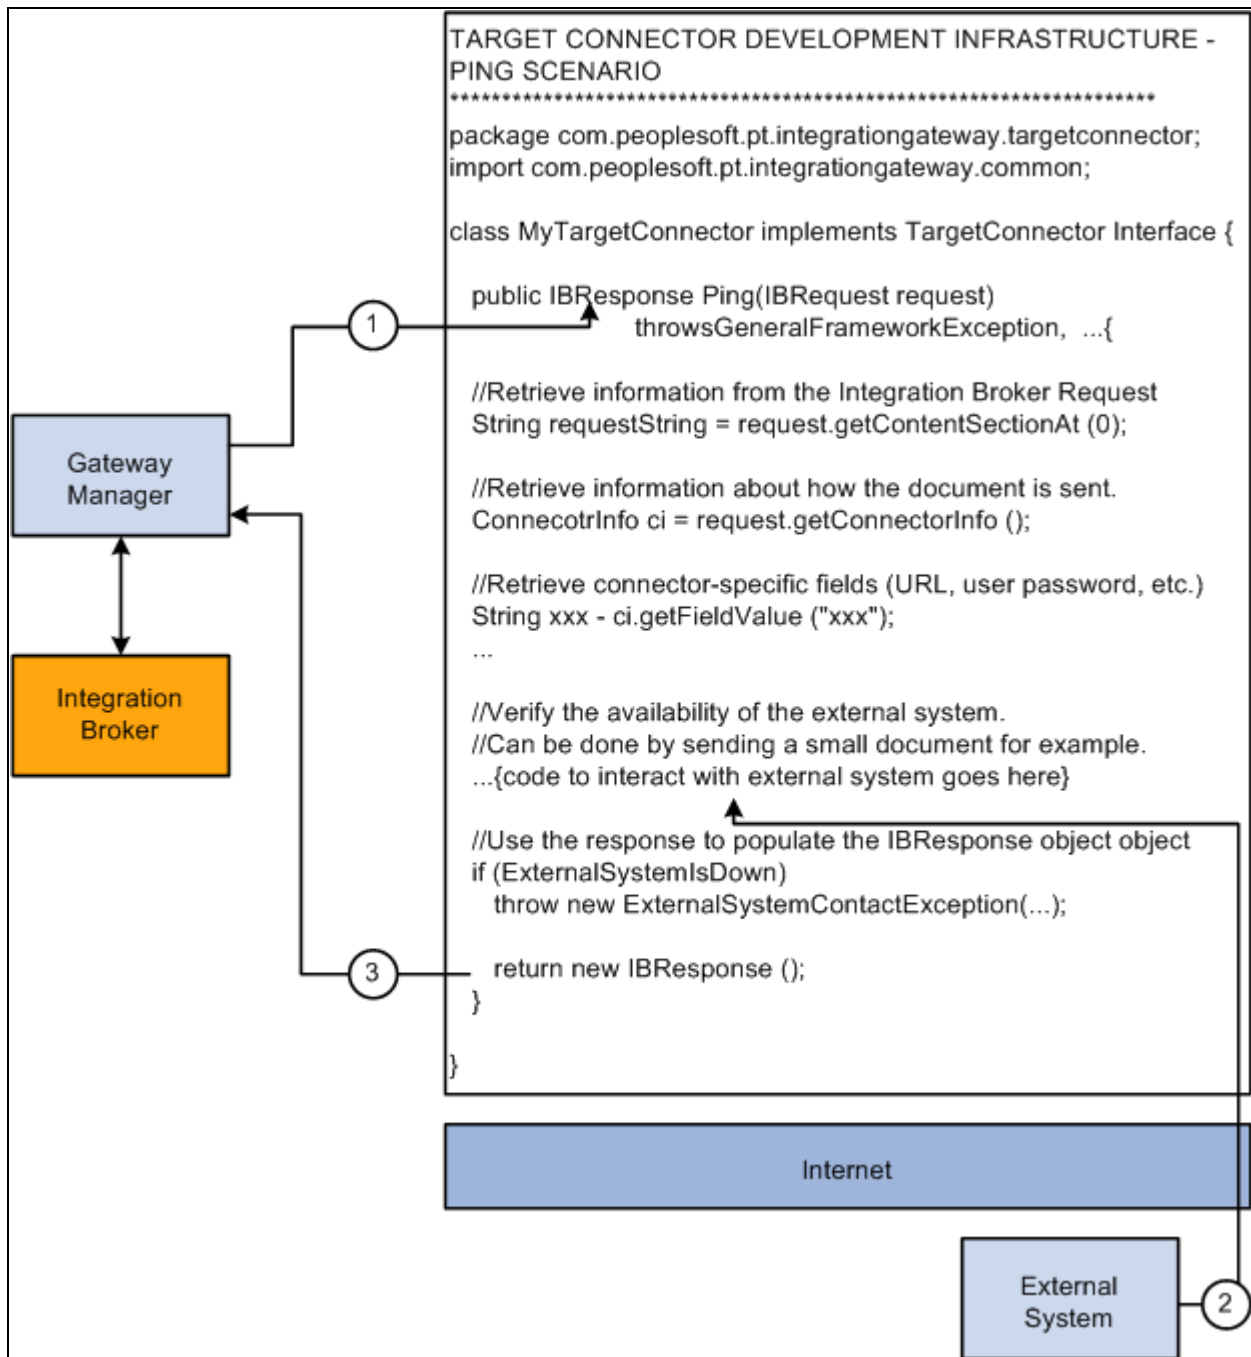 TARGET CONNECTOR DEVELOPMENT INFRASTRUCTURE -
PING SCENARIO
********************************************************************
package com.peoplesoft.pt.integrationgateway.targetconnector;
import com.peoplesoft.pt.integrationgateway.common;
class MyTargetConnector implements TargetConnector Interface {
public IBResponse Ping(IBRequest request)
throwsGeneralFrameworkException, ...{
//Retrieve information from the Integration Broker Request
String requestString = request.getContentSectionAt (0);
//Retrieve information about how the document is sent.
ConnecotrInfo ci = request.getConnectorInfo ();
//Retrieve connector-specific fields (URL, user password, etc.)
String xxx - ci.getFieldValue ("xxx");
...
//Verify the availability of the external system.
//Can be done by sending a small document for example.
...{code to interact with external system goes here}
//Use the response to populate the IBResponse object object
if (ExternalSystemIsDown)
throw new ExternalSystemContactException(...);
return new IBResponse ();
}
}
1
Gateway
Manager
Integration
Broker
3
Internet
External
System
2